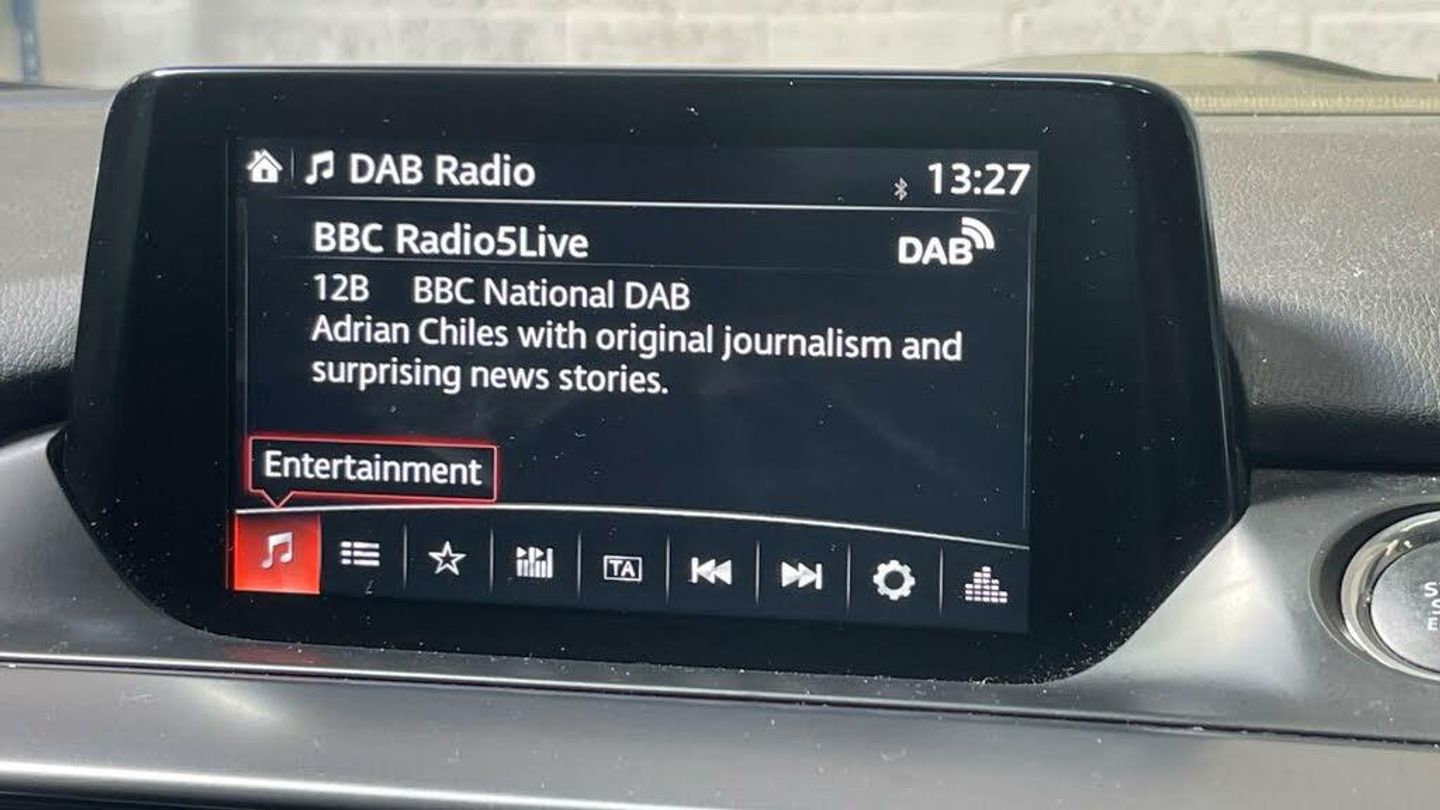 DAB Radio
13:27
BBC Radio5Live
DAB
12B BBC National DAB
Adrian Chiles with original journalism and
surprising news stories.
Entertainment
TA